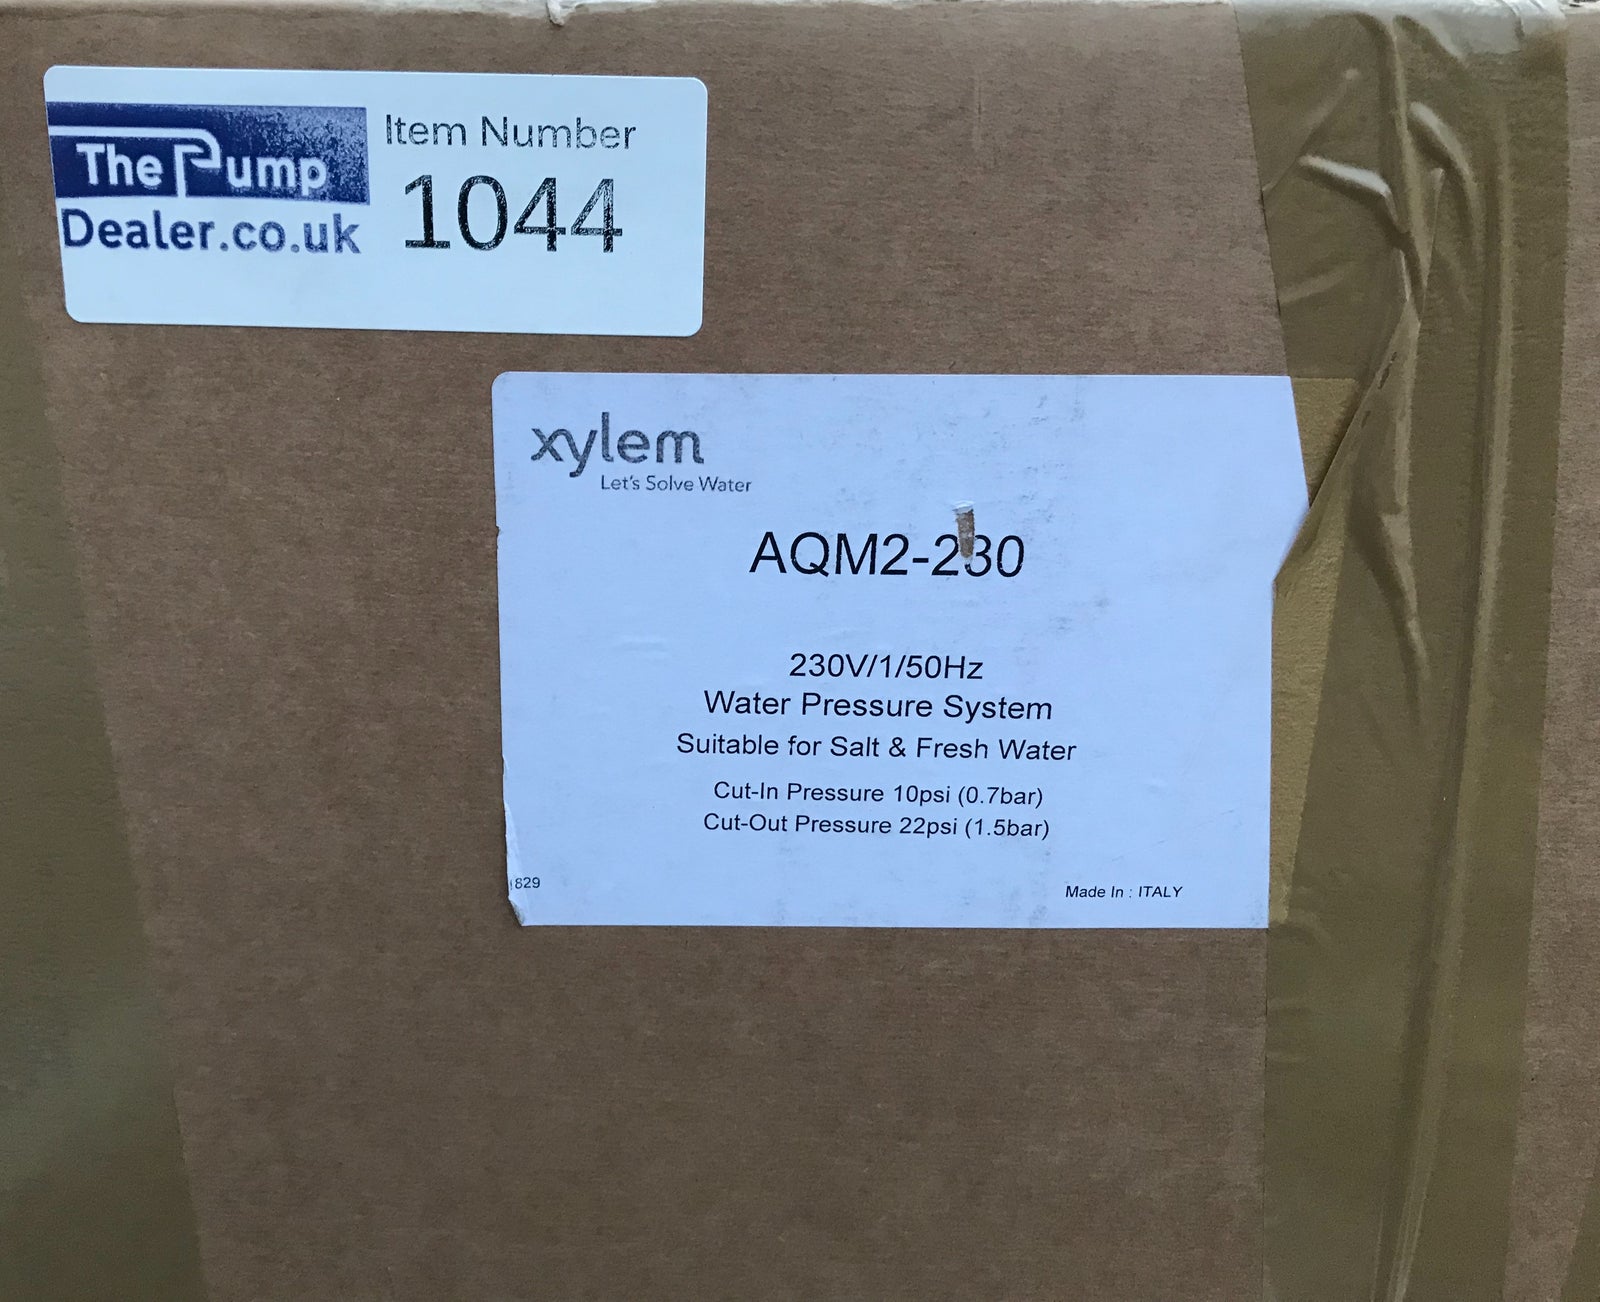 The Pump
Dealer.co.uk
Item Number
1044
xylem
Let's Solve Water
AQM2-230
230V/1/50Hz
Water Pressure System
Suitable for Salt & Fresh Water
Cut-In Pressure 10psi (0.7bar)
Cut-Out Pressure 22psi (1.5bar)
829
Made In : ITALY